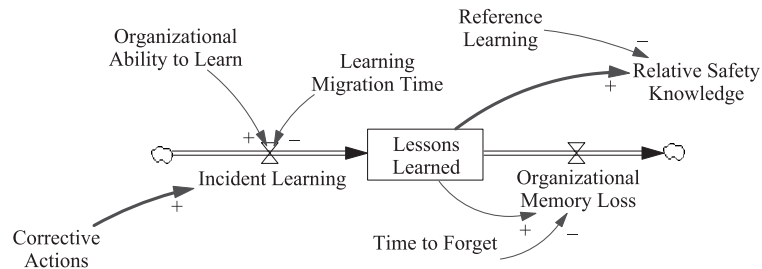 Reference
Learning
Organizational
Ability to Learn
Learning
Migration Time
−
Relative Safety
Knowledge
+
+
−
Lessons
Learned
Incident Learning
Organizational
Memory Loss
+
+
−
Corrective
Actions
Time to Forget